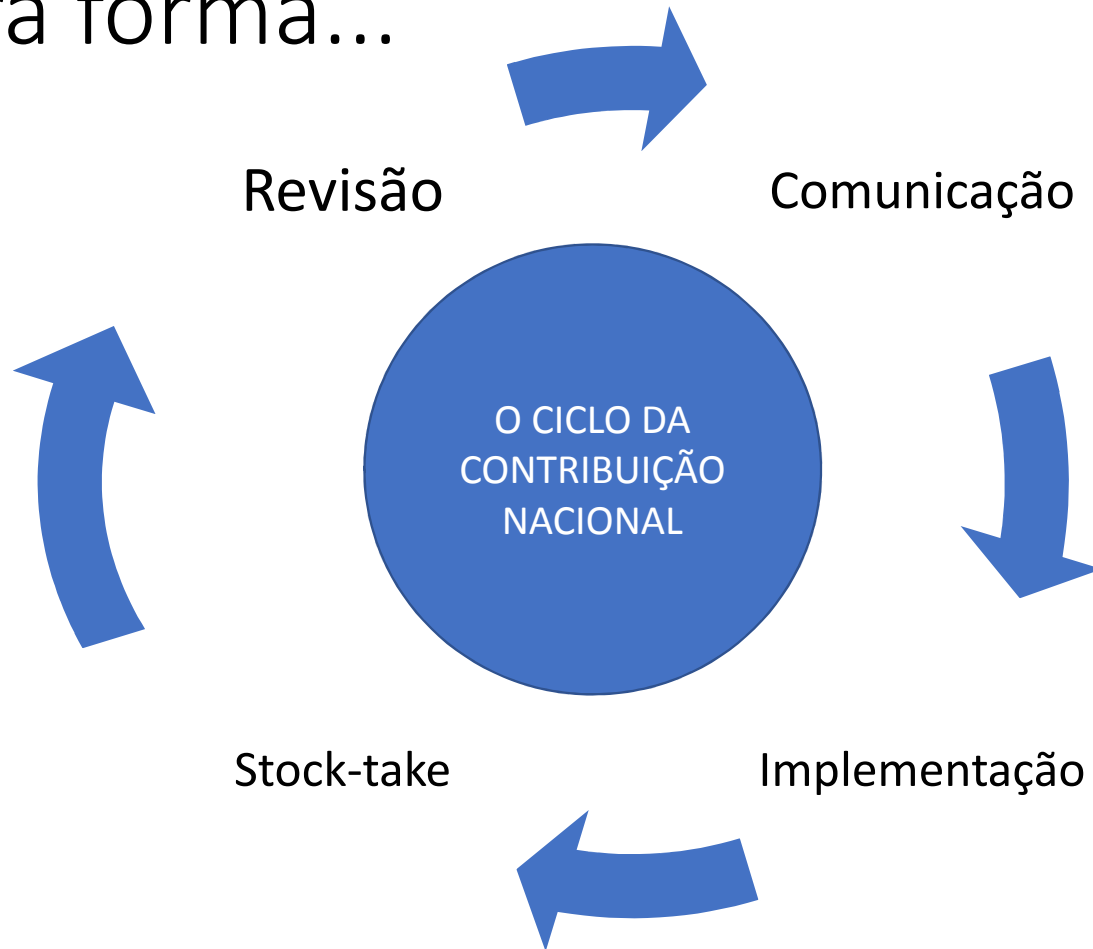 forma...
Revisão
Comunicação
O CICLO DA
CONTRIBUIÇÃO
NACIONAL
Stock-take
Implementação